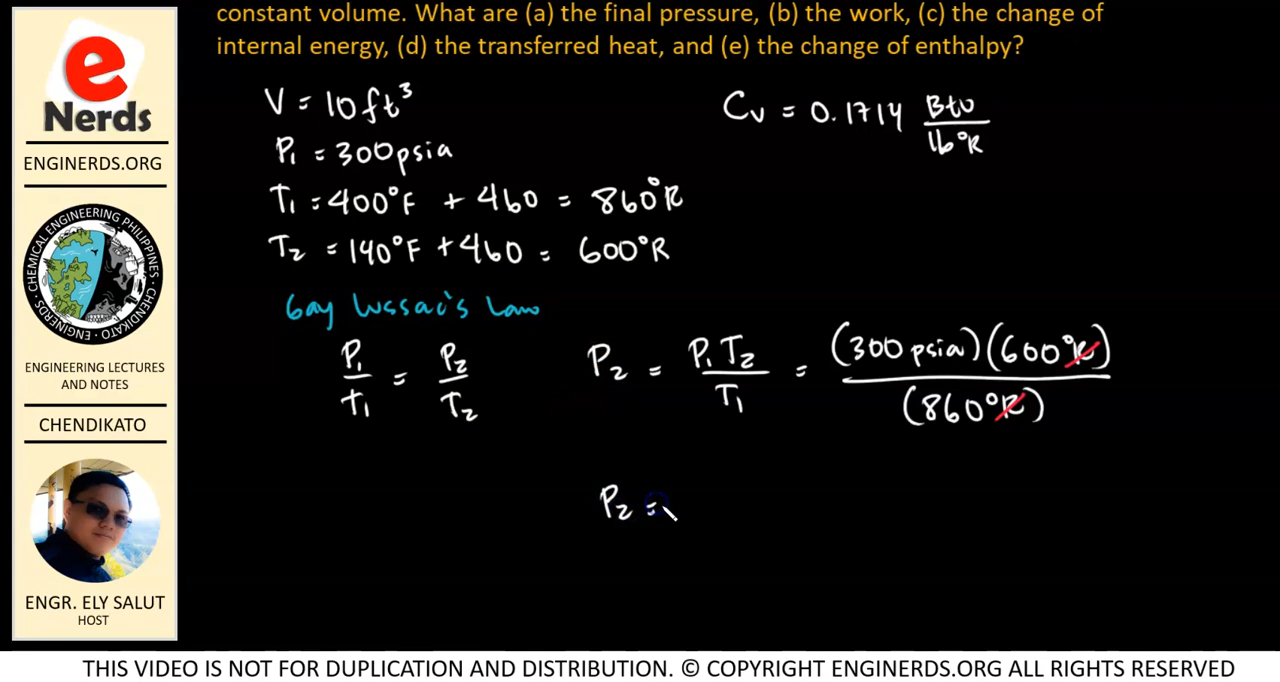 constant volume. What are (a) the final pressure, (b) the work, (c) the change of
internal energy, (d) the transferred heat, and (e) the change of enthalpy?
e
Nerds
ENGINERDS.ORG
CHEMICAL ENGINEERING PHILIPPINES
· CHENDIKATO · ENGINERDS ·
ENGINEERING LECTURES
AND NOTES
CHENDIKATO
ENGR. ELY SALUT
HOST
V = 10 ft³
Cv = 0.1714 Btu / lb°R
P₁ = 300 psia
T₁ = 400°F + 460 = 860°R
T₂ = 140°F + 460 = 600°R
Gay Lussac's Law
P₁ / T₁ = P₂ / T₂
P₂ = P₁ T₂ / T₁ = (300 psia)(600°R) / (860°R)
P₂ =
THIS VIDEO IS NOT FOR DUPLICATION AND DISTRIBUTION. © COPYRIGHT ENGINERDS.ORG ALL RIGHTS RESERVED